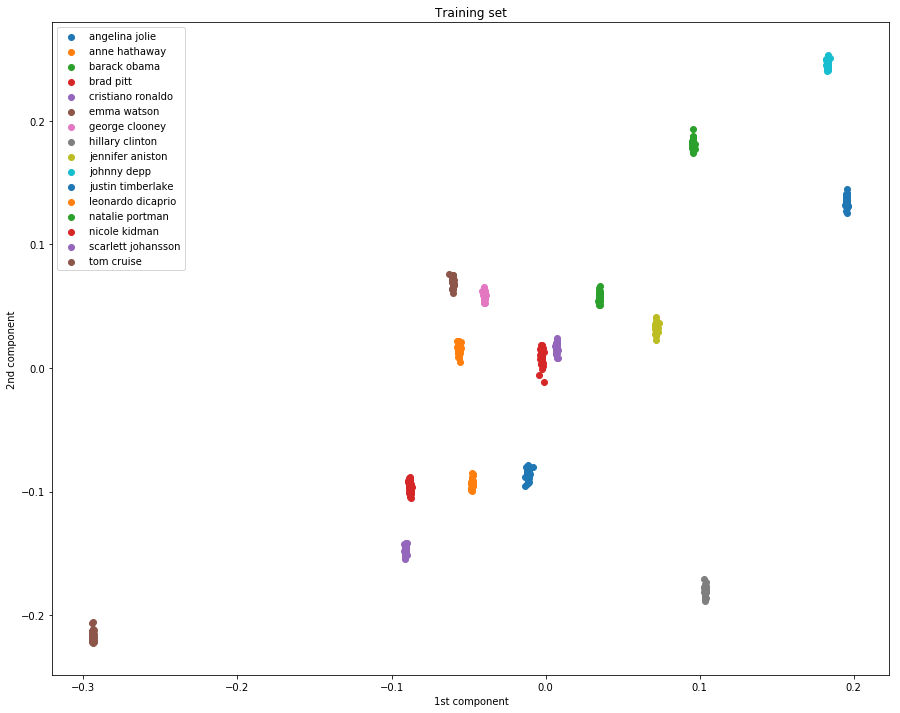 Training set
angelina jolie
anne hathaway
barack obama
brad pitt
cristiano ronaldo
emma watson
george clooney
hillary clinton
jennifer aniston
johnny depp
justin timberlake
leonardo dicaprio
natalie portman
nicole kidman
scarlett johansson
tom cruise
0.2
0.1
0.0
−0.1
−0.2
2nd component
−0.3 −0.2 −0.1 0.0 0.1 0.2
1st component